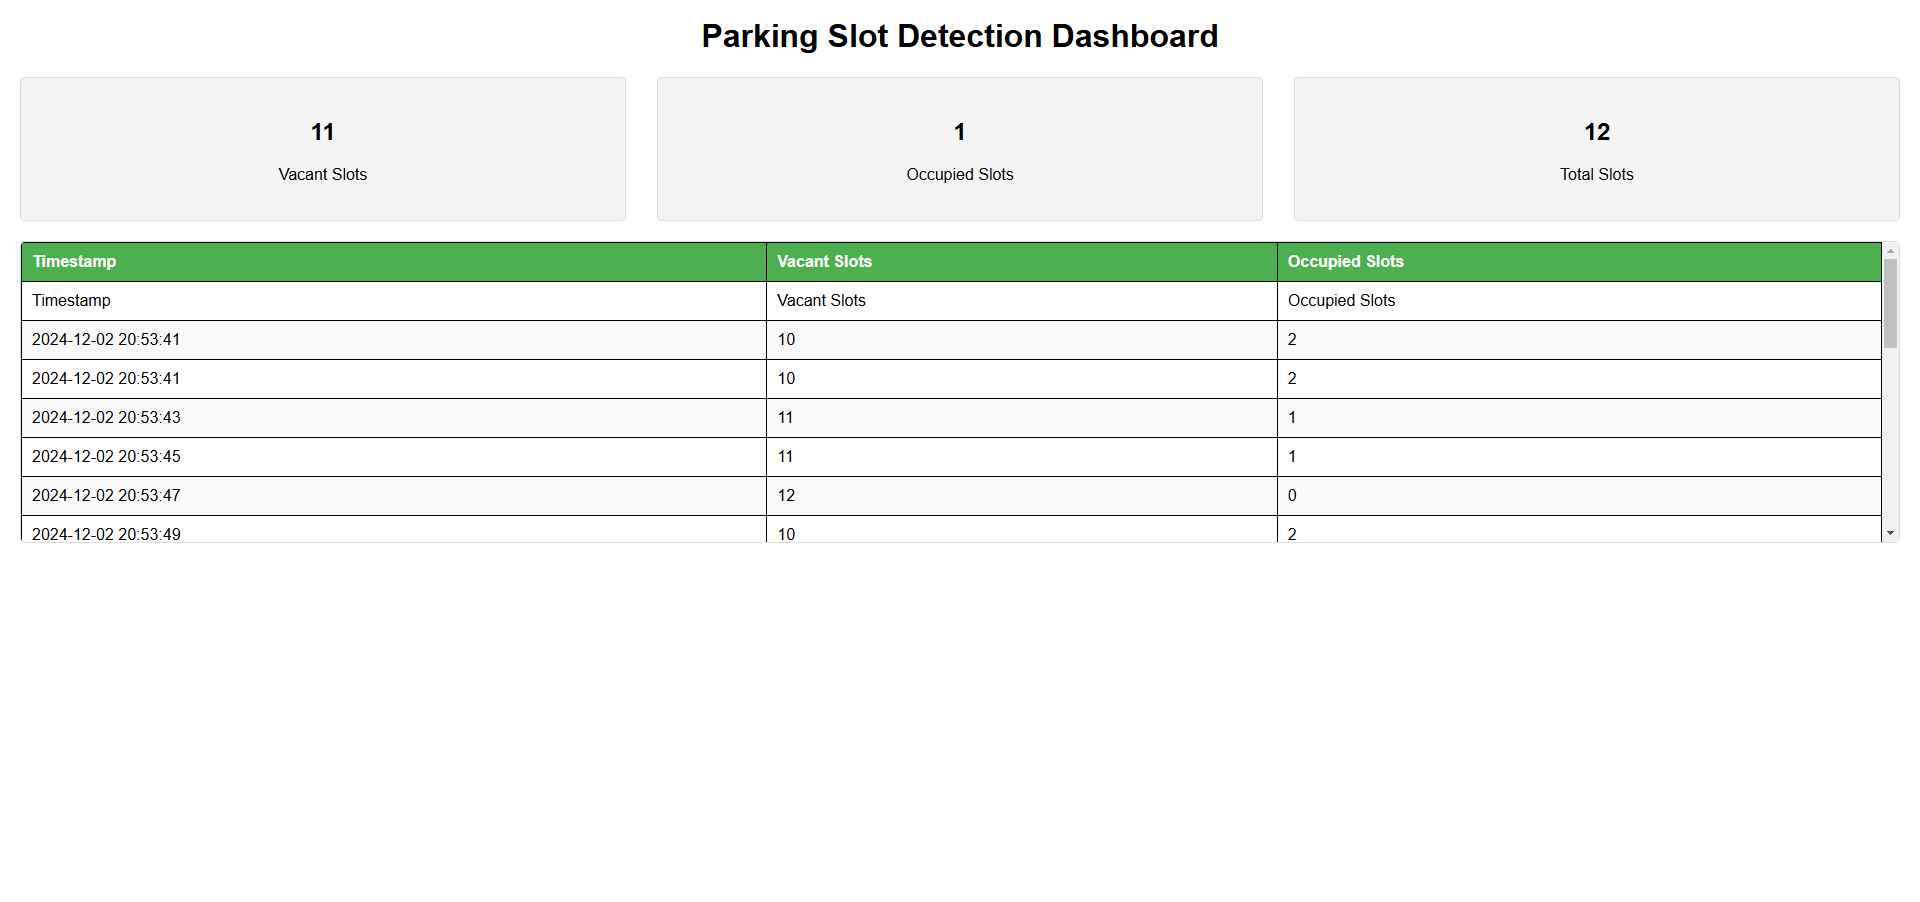 Parking Slot Detection Dashboard
11
Vacant Slots
1
Occupied Slots
12
Total Slots
Timestamp Vacant Slots Occupied Slots
Timestamp Vacant Slots Occupied Slots
2024-12-02 20:53:41 10 2
2024-12-02 20:53:41 10 2
2024-12-02 20:53:43 11 1
2024-12-02 20:53:45 11 1
2024-12-02 20:53:47 12 0
2024-12-02 20:53:49 10 2